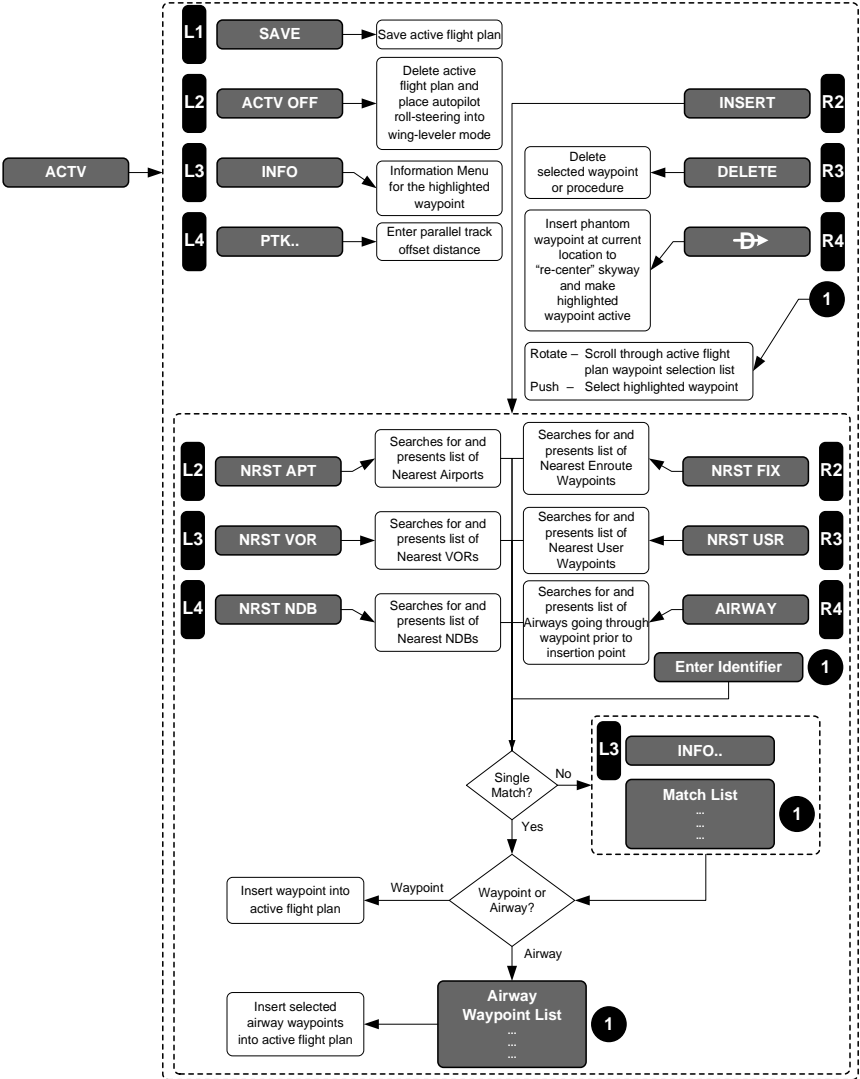 L1
SAVE
Save active flight plan
L2
ACTV OFF
Delete active
flight plan and
place autopilot
roll-steering into
wing-leveler mode
INSERT
R2
ACTV
L3
INFO
Information Menu
for the highlighted
waypoint
Delete
selected waypoint
or procedure
DELETE
R3
L4
PTK..
Enter parallel track
offset distance
Insert phantom
waypoint at current
location to
“re-center” skyway
and make
highlighted
waypoint active
D
R4
1
Rotate – Scroll through active flight
plan waypoint selection list
Push – Select highlighted waypoint
L2
NRST APT
Searches for and
presents list of
Nearest Airports
Searches for and
presents list of
Nearest Enroute
Waypoints
NRST FIX
R2
L3
NRST VOR
Searches for and
presents list of
Nearest VORs
Searches for and
presents list of
Nearest User
Waypoints
NRST USR
R3
L4
NRST NDB
Searches for and
presents list of
Nearest NDBs
Searches for and
presents list of
Airways going through
waypoint prior to
insertion point
AIRWAY
R4
Enter Identifier
1
L3
INFO..
Single
Match?
No
Match List
...
...
...
1
Yes
Insert waypoint into
active flight plan
Waypoint
Waypoint or
Airway?
Airway
Insert selected
airway waypoints
into active flight plan
Airway
Waypoint List
...
...
...
1